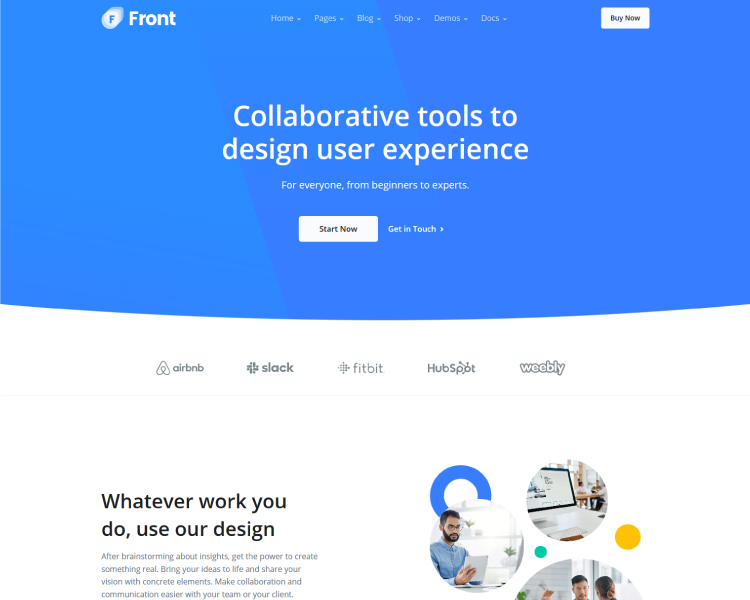 Front
Home Pages Blog Shop Demos Docs
Buy Now
Collaborative tools to
design user experience
For everyone, from beginners to experts.
Start Now
Get in Touch
airbnb
slack
fitbit
HubSpot
weebly
Whatever work you
do, use our design
After brainstorming about insights, get the power to create
something real. Bring your ideas to life and share your
vision with concrete elements. Make collaboration and
communication easier with your team or your client.